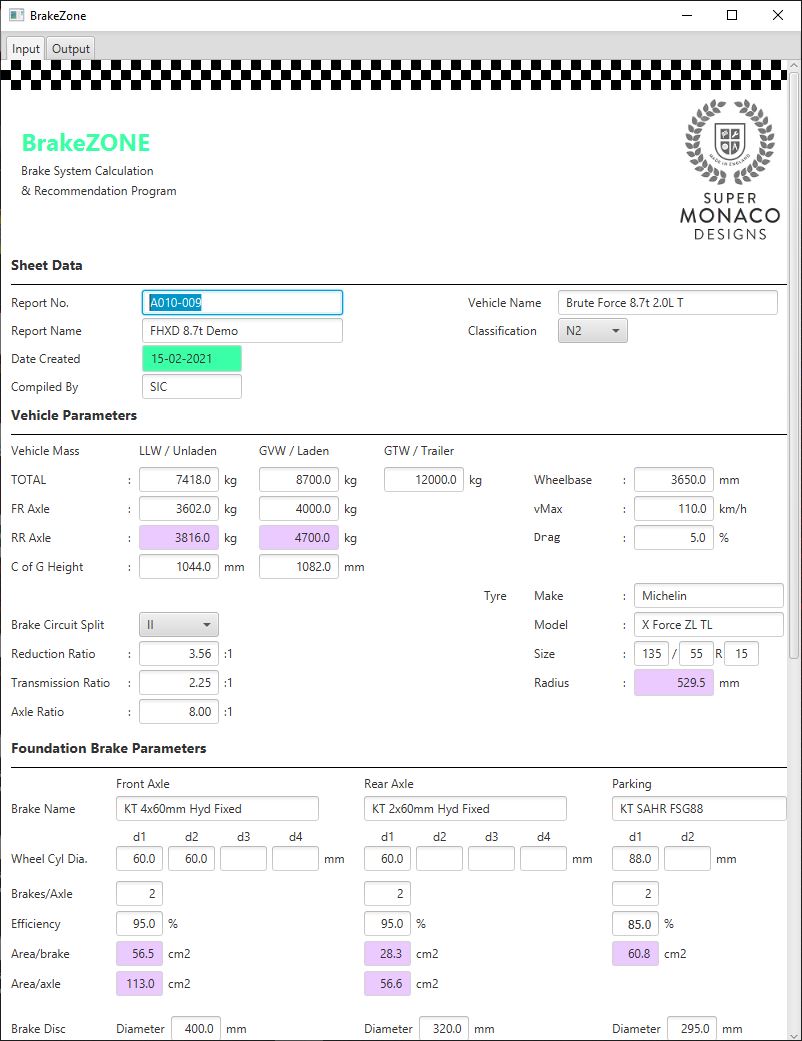 BrakeZone
Input Output
BrakeZONE
Brake System Calculation
& Recommendation Program
MADE IN ENGLAND
SUPER
MONACO
DESIGNS
Sheet Data
Report No. A010-009 Vehicle Name Brute Force 8.7t 2.0L T
Report Name FHXD 8.7t Demo Classification N2
Date Created 15-02-2021
Compiled By SIC
Vehicle Parameters
Vehicle Mass LLW / Unladen GVW / Laden GTW / Trailer
TOTAL : 7418.0 kg 8700.0 kg 12000.0 kg Wheelbase : 3650.0 mm
FR Axle : 3602.0 kg 4000.0 kg vMax : 110.0 km/h
RR Axle : 3816.0 kg 4700.0 kg Drag : 5.0 %
C of G Height : 1044.0 mm 1082.0 mm
Tyre Make : Michelin
Brake Circuit Split II Model : X Force ZL TL
Reduction Ratio : 3.56 :1 Size : 135 / 55 R 15
Transmission Ratio : 2.25 :1 Radius : 529.5 mm
Axle Ratio : 8.00 :1
Foundation Brake Parameters
Front Axle Rear Axle Parking
Brake Name KT 4x60mm Hyd Fixed KT 2x60mm Hyd Fixed KT SAHR FSG88
d1 d2 d3 d4 d1 d2 d3 d4 d1 d2
Wheel Cyl Dia. 60.0 60.0 mm 60.0 mm 88.0 mm
Brakes/Axle 2 2 2
Efficiency 95.0 % 95.0 % 85.0 %
Area/brake 56.5 cm2 28.3 cm2 60.8 cm2
Area/axle 113.0 cm2 56.6 cm2
Brake Disc Diameter 400.0 mm Diameter 320.0 mm Diameter 295.0 mm